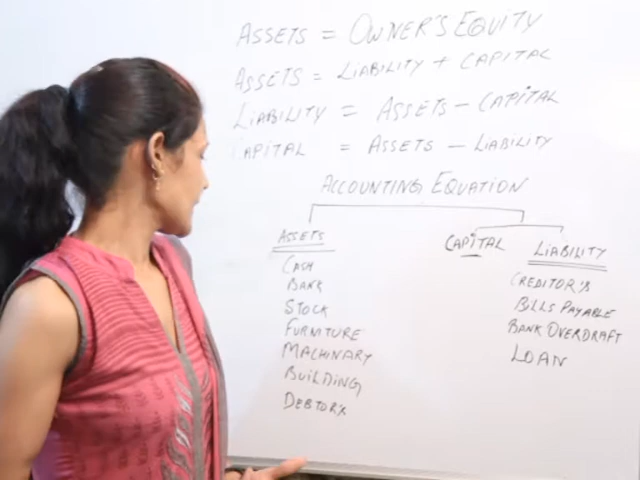 ASSETS = OWNER'S EQUITY
ASSETS = LIABILITY + CAPITAL
LIABILITY = ASSETS - CAPITAL
CAPITAL = ASSETS - LIABILITY
ACCOUNTING EQUATION
ASSETS CAPITAL LIABILITY
CASH
BANK
STOCK
FURNITURE
MACHINARY
BUILDING
DEBTOR'S
CREDITOR'S
BILLS PAYABLE
BANK OVERDRAFT
LOAN